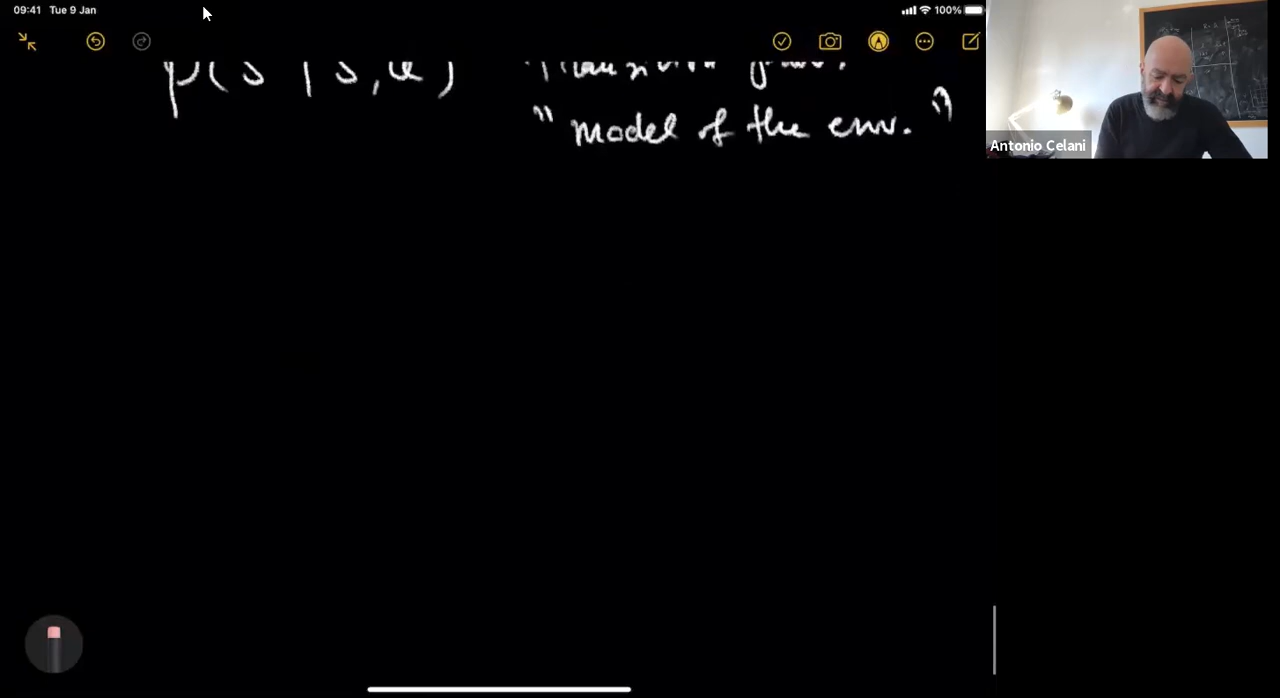 09:41 Tue 9 Jan 100%
p(s | s, a)
"model of the env."
Antonio Celani